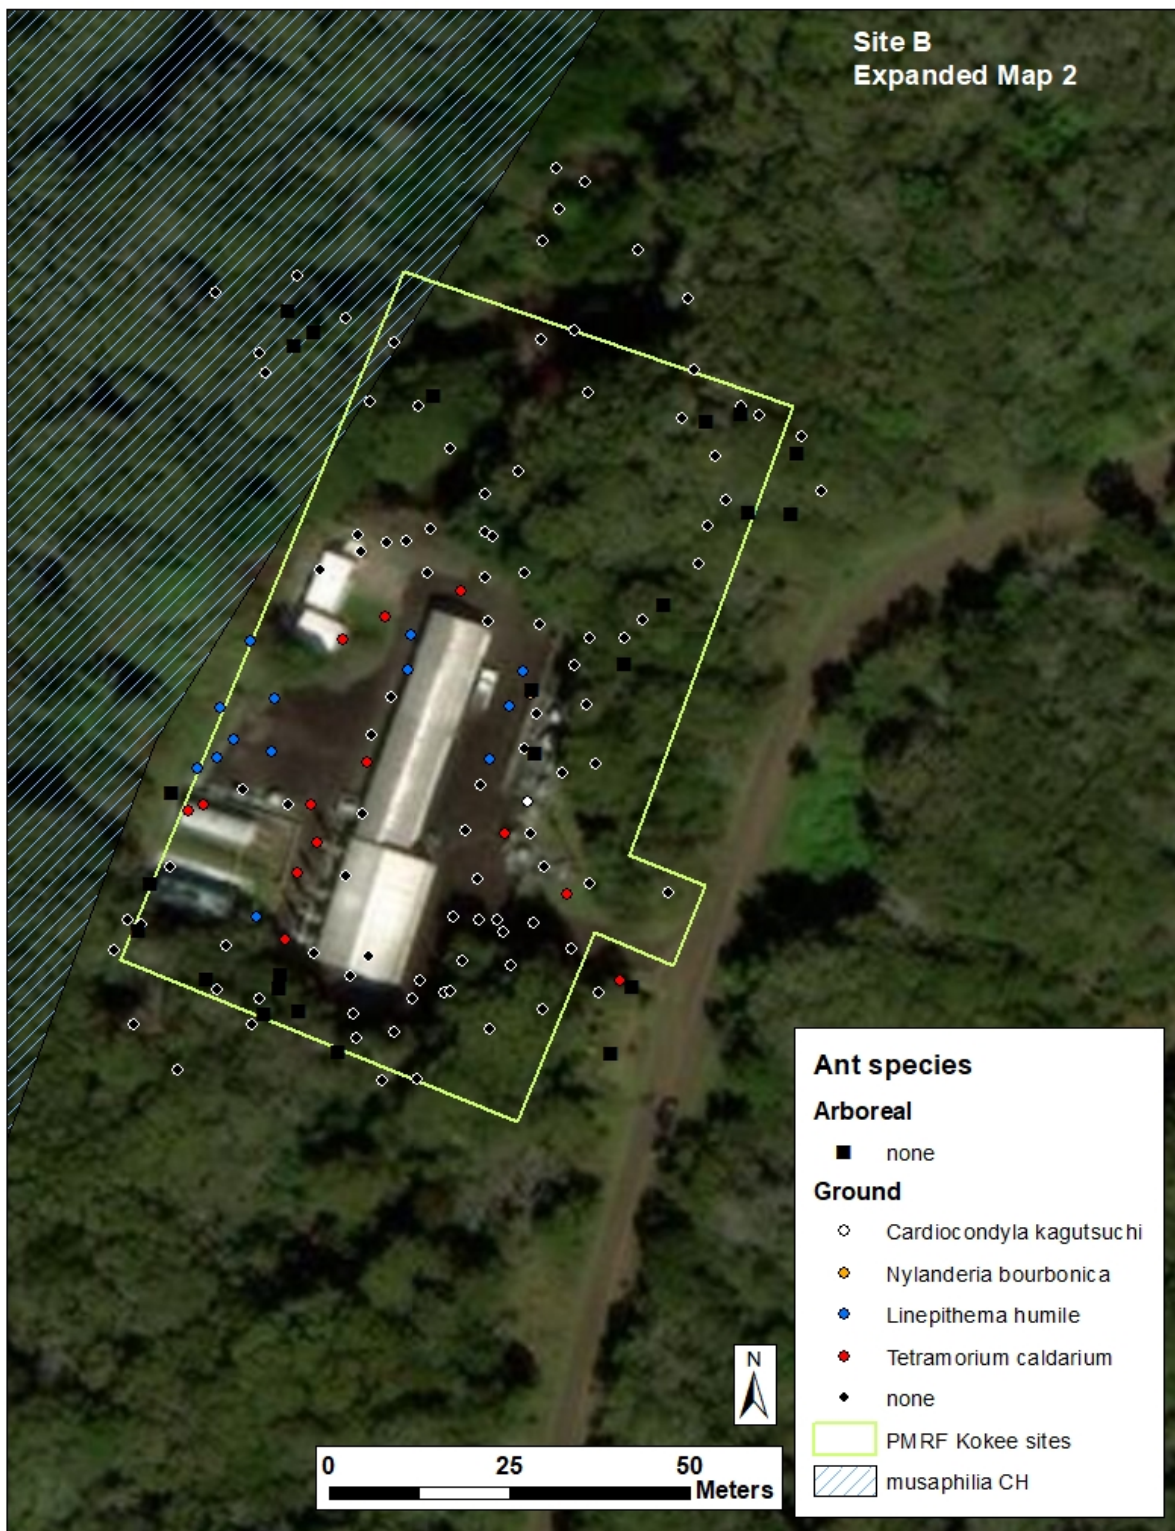 Site B
Expanded Map 2
Ant species
Arboreal
none
Ground
Cardiocondyla kagutsuchi
Nylanderia bourbonica
Linepithema humile
Tetramorium caldarium
none
PMRF Kokee sites
musaphilia CH
N
0 25 50
Meters